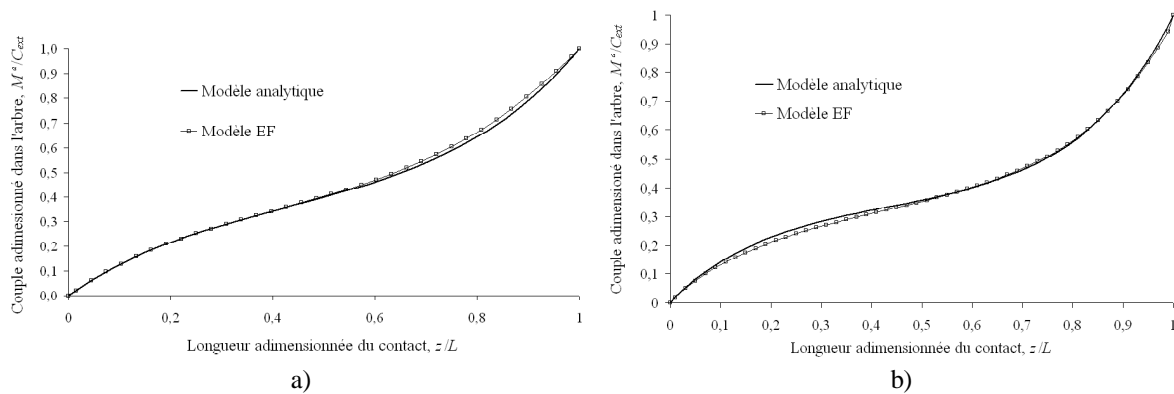 Couple adimesionné dans l'arbre, M^a/C_ext
1,0
0,9
0,8
0,7
0,6
0,5
0,4
0,3
0,2
0,1
0,0
Modèle analytique
Modèle EF
0 0,2 0,4 0,6 0,8 1
Longueur adimensionnée du contact, z/L
a)
Couple adimensioné dans l'arbre, M^a/C_ext
1
0,9
0,8
0,7
0,6
0,5
0,4
0,3
0,2
0,1
0
Modèle analytique
Modèle EF
0 0,1 0,2 0,3 0,4 0,5 0,6 0,7 0,8 0,9 1
Longueur adimensionnée du contact, z/L
b)